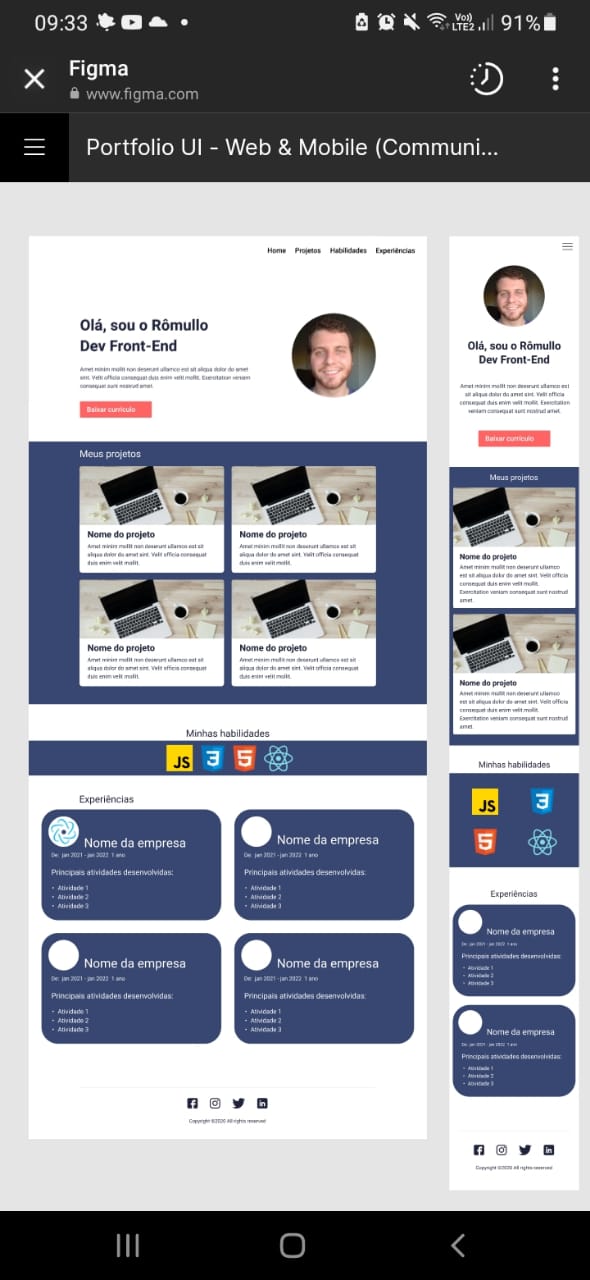 09:33
Vo))
LTE2
91%
Figma
www.figma.com
Portfolio UI - Web & Mobile (Communi...
Home Projetos Habilidades Experiências
Olá, sou o Rômullo
Dev Front-End
Amet minim mollit non deserunt ullamco est sit aliqua dolor do amet
sint. Velit officia consequat duis enim velit mollit. Exercitation veniam
consequat sunt nostrud amet.
Baixar currículo
Meus projetos
Nome do projeto
Amet minim mollit non deserunt ullamco est sit
aliqua dolor do amet sint. Velit officia consequat
duis enim velit mollit.
Nome do projeto
Amet minim mollit non deserunt ullamco est sit
aliqua dolor do amet sint. Velit officia consequat
duis enim velit mollit.
Nome do projeto
Amet minim mollit non deserunt ullamco est sit
aliqua dolor do amet sint. Velit officia consequat
duis enim velit mollit.
Nome do projeto
Amet minim mollit non deserunt ullamco est sit
aliqua dolor do amet sint. Velit officia consequat
duis enim velit mollit.
Minhas habilidades
JS 3 5
Experiências
Nome da empresa
De: jan 2021 - jan 2022 1 ano
Principais atividades desenvolvidas:
• Atividade 1
• Atividade 2
• Atividade 3
Nome da empresa
De: jan 2021 - jan 2022 1 ano
Principais atividades desenvolvidas:
• Atividade 1
• Atividade 2
• Atividade 3
Nome da empresa
De: jan 2021 - jan 2022 1 ano
Principais atividades desenvolvidas:
• Atividade 1
• Atividade 2
• Atividade 3
Nome da empresa
De: jan 2021 - jan 2022 1 ano
Principais atividades desenvolvidas:
• Atividade 1
• Atividade 2
• Atividade 3
Copyright ©2020 All rights reserved
Olá, sou o Rômullo
Dev Front-End
Amet minim mollit non deserunt ullamco est
sit aliqua dolor do amet sint. Velit officia
consequat duis enim velit mollit. Exercitation
veniam consequat sunt nostrud amet.
Baixar currículo
Meus projetos
Nome do projeto
Amet minim mollit non deserunt ullamco
est sit aliqua dolor do amet sint. Velit
officia consequat duis enim velit mollit.
Exercitation veniam consequat sunt nostrud
amet.
Nome do projeto
Amet minim mollit non deserunt ullamco
est sit aliqua dolor do amet sint. Velit
officia consequat duis enim velit mollit.
Exercitation veniam consequat sunt nostrud
amet.
Minhas habilidades
JS 3
5
Experiências
Nome da empresa
De: jan 2021 - jan 2022 1 ano
Principais atividades desenvolvidas:
• Atividade 1
• Atividade 2
• Atividade 3
Nome da empresa
De: jan 2021 - jan 2022 1 ano
Principais atividades desenvolvidas:
• Atividade 1
• Atividade 2
• Atividade 3
Copyright ©2020 All rights reserved